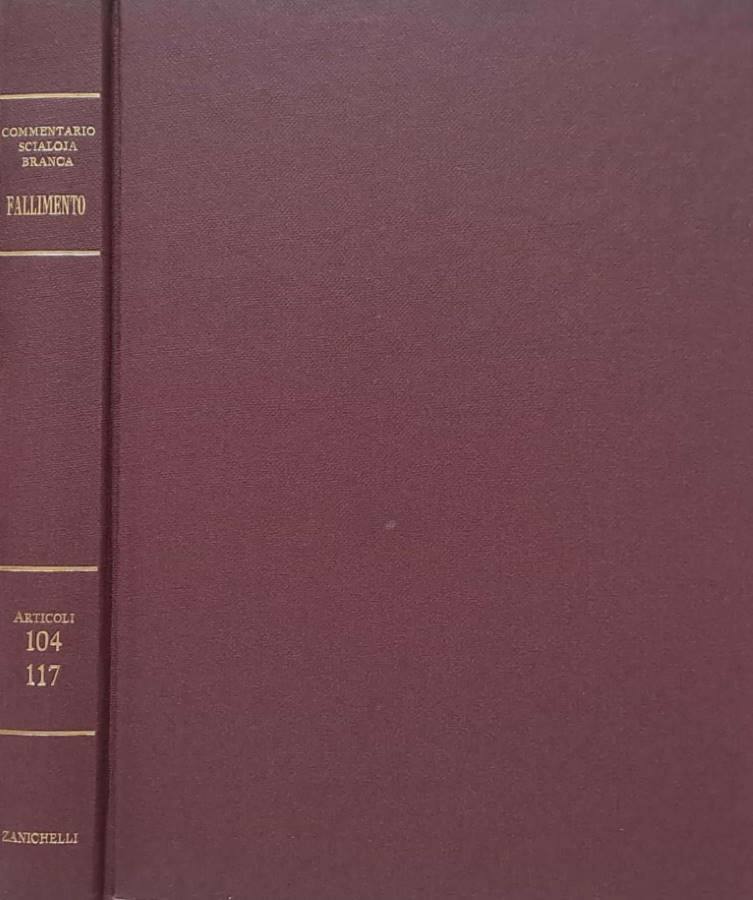 COMMENTARIO
SCIALOJA
BRANCA
FALLIMENTO
ARTICOLI
104
117
ZANICHELLI